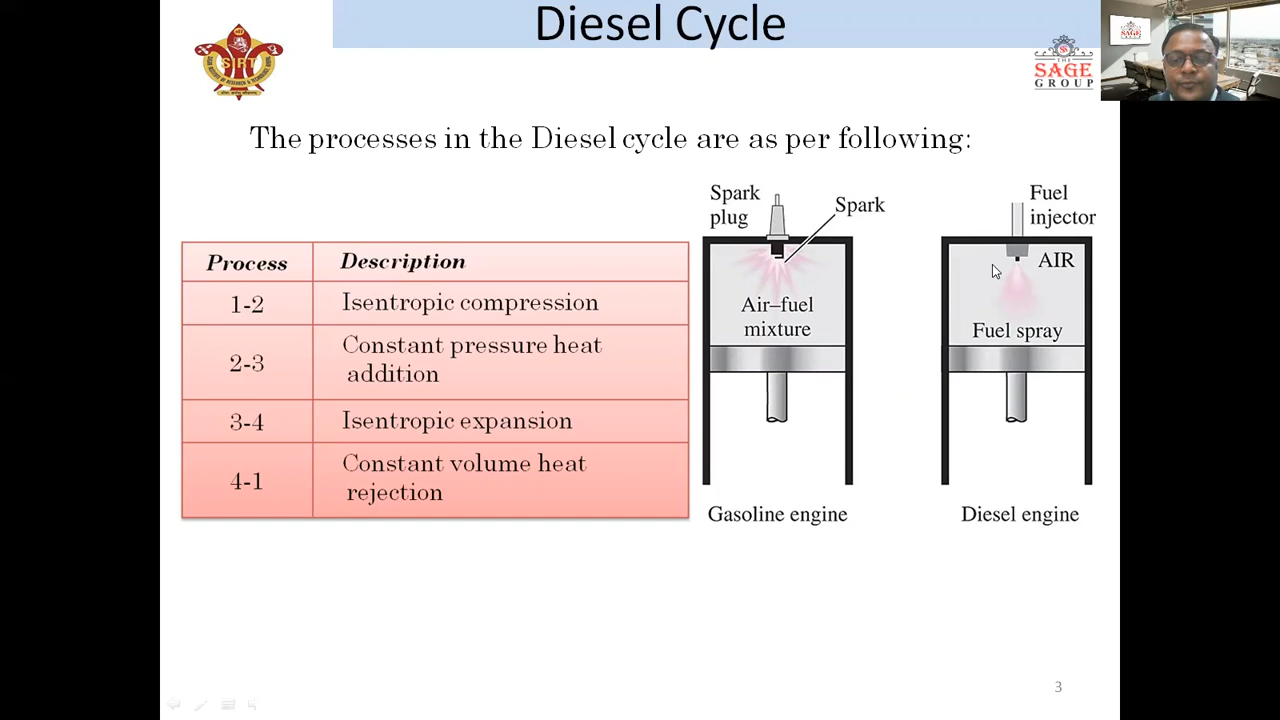 Diesel Cycle
SIRT
THE
SAGE
GROUP
SAGE
The processes in the Diesel cycle are as per following:
Process Description
1-2 Isentropic compression
2-3 Constant pressure heat
addition
3-4 Isentropic expansion
4-1 Constant volume heat
rejection
Spark
plug
Spark
Air–fuel
mixture
Gasoline engine
Fuel
injector
AIR
Fuel spray
Diesel engine
3